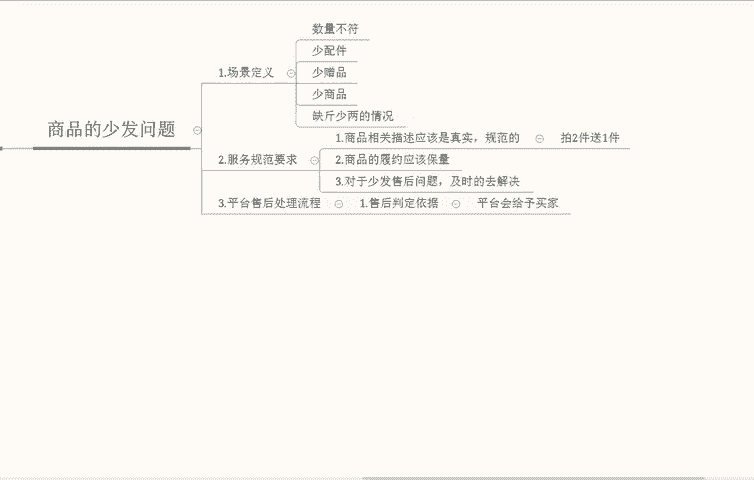 数量不符
少配件
1.场景定义
少赠品
少商品
缺斤少两的情况
商品的少发问题
1.商品相关描述应该是真实，规范的
拍2件送1件
2.服务规范要求
2.商品的履约应该保量
3.对于少发售后问题，及时的去解决
3.平台售后处理流程
1.售后判定依据
平台会给予买家